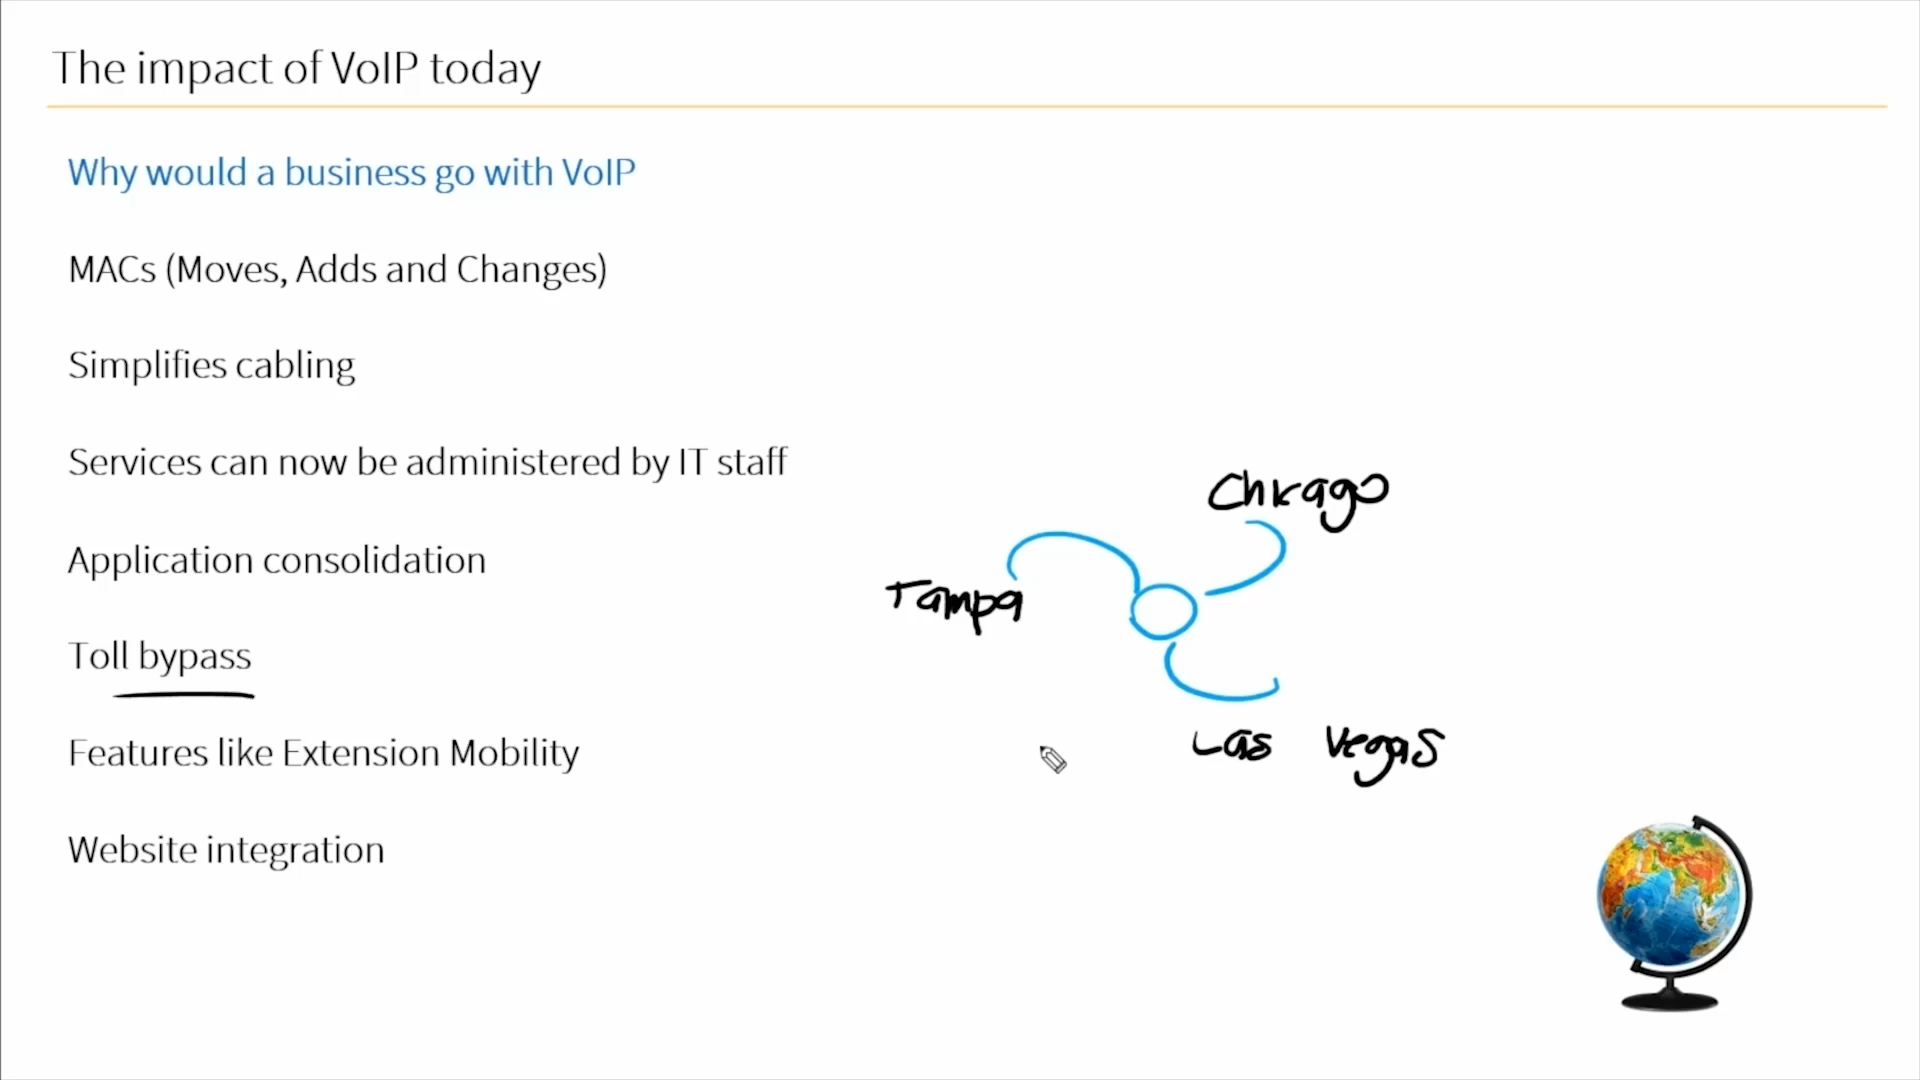 The impact of VoIP today
Why would a business go with VoIP
MACs (Moves, Adds and Changes)
Simplifies cabling
Services can now be administered by IT staff
Application consolidation
Toll bypass
Features like Extension Mobility
Website integration
Chicago
Tampa
Las Vegas